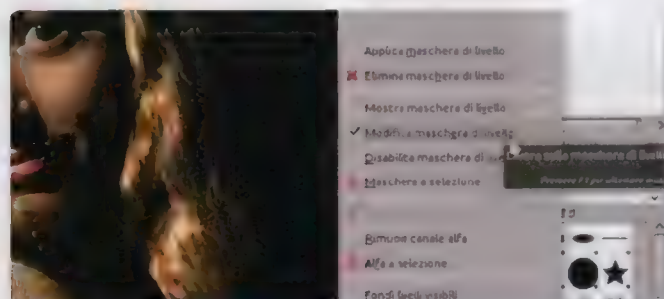 Applica maschera di livello
Elimina maschera di livello
Mostra maschera di livello
Modifica maschera di livello
Disabilita maschera di
Maschera a selezione
Rimuovi canale alfa
Alfa a selezione
Fondi livelli visibili